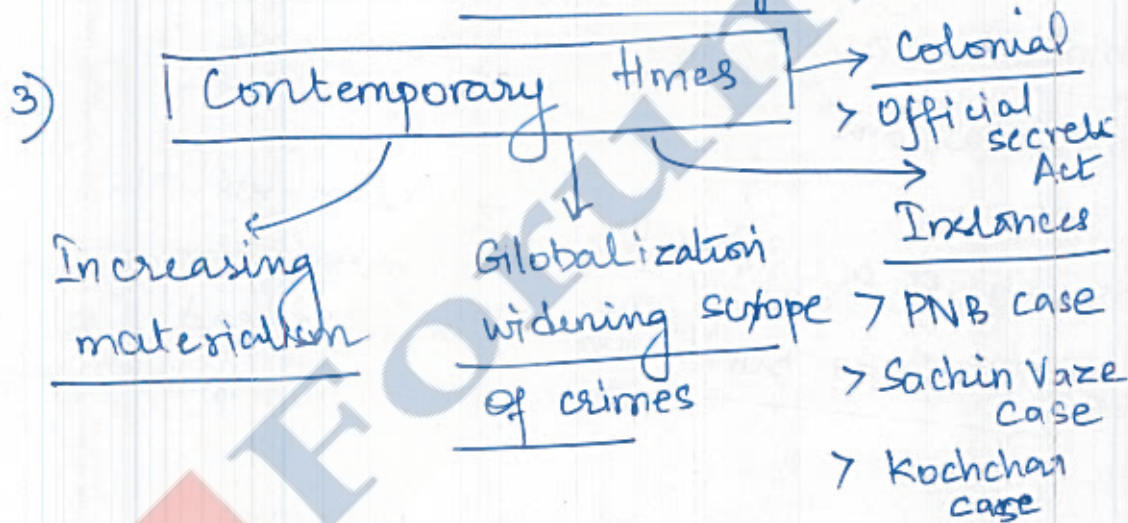 3)
Contemporary times
Colonial
> Official
secrets
Act
Increasing
materialism
Globalization
widening scope
of crimes
Instances
> PNB case
> Sachin Vaze
case
> Kochchar
case
Forum